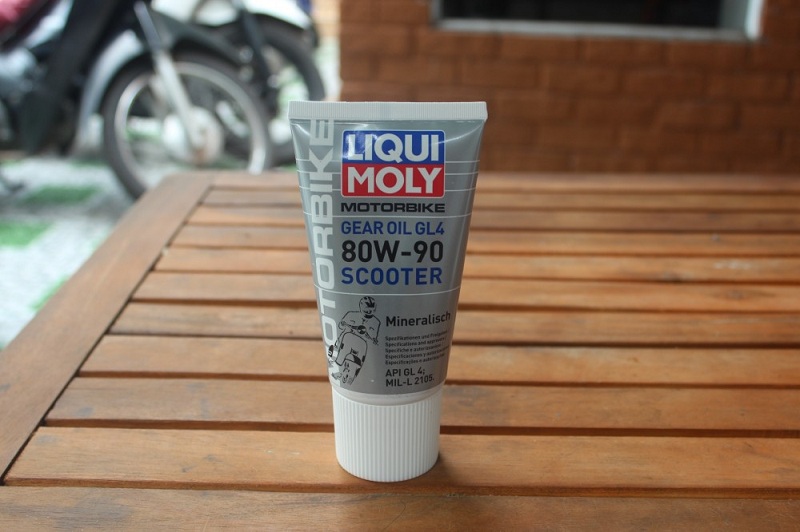 MOTORBIKE
LIQUI
MOLY
MOTORBIKE
GEAR OIL GL4
80W-90
SCOOTER
Mineralisch
API GL 4;
MIL-L 2105